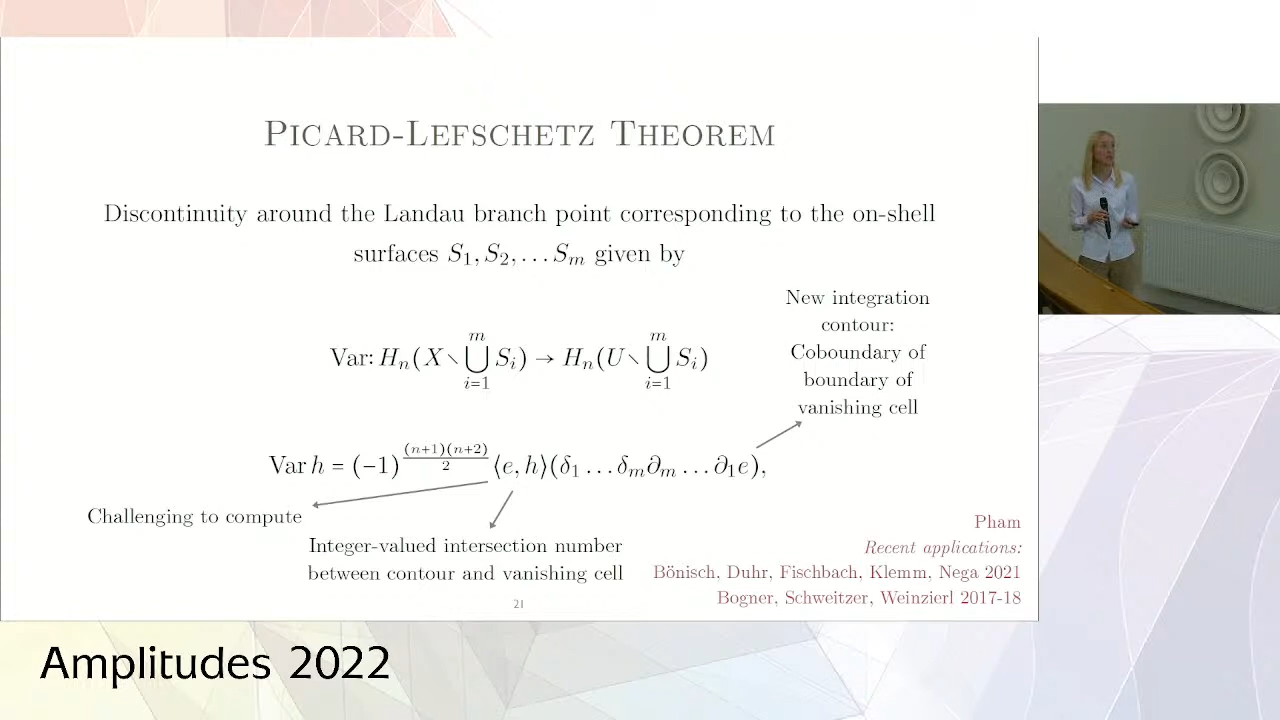 PICARD-LEFSCHETZ THEOREM
Discontinuity around the Landau branch point corresponding to the on-shell
surfaces S₁, S₂, … Sₘ given by
New integration
contour:
Coboundary of
boundary of
vanishing cell
Var: Hₙ(X ∖ ⋃ᵢ₌₁ᵐ Sᵢ) → Hₙ(U ∖ ⋃ᵢ₌₁ᵐ Sᵢ)
Var h = (−1)^{(n+1)(n+2)/2} ⟨e, h⟩(δ₁ … δₘ∂ₘ … ∂₁e),
Challenging to compute
Integer-valued intersection number
between contour and vanishing cell
Pham
Recent applications:
Bönisch, Duhr, Fischbach, Klemm, Nega 2021
Bogner, Schweitzer, Weinzierl 2017-18
21
Amplitudes 2022